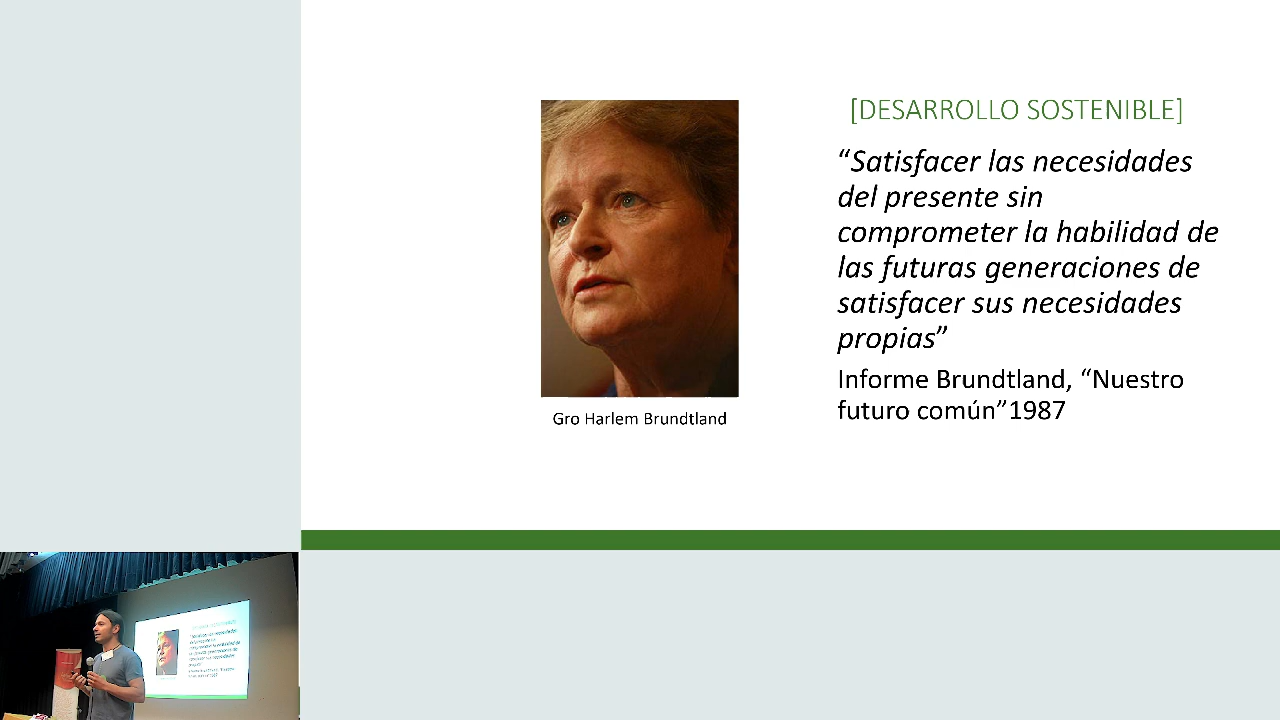 [DESARROLLO SOSTENIBLE]
“Satisfacer las necesidades
del presente sin
comprometer la habilidad de
las futuras generaciones de
satisfacer sus necesidades
propias”
Informe Brundtland, “Nuestro
futuro común”1987
Gro Harlem Brundtland